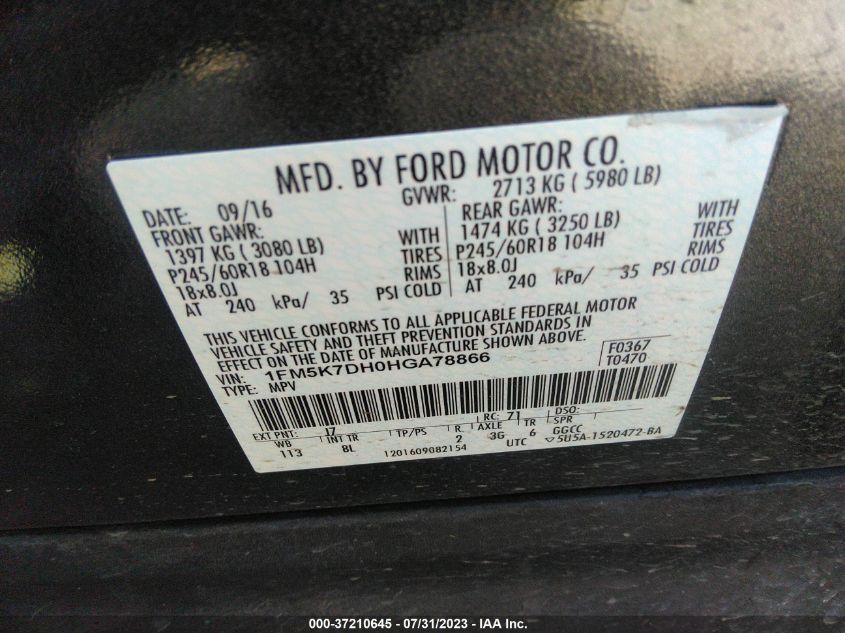 MFD. BY FORD MOTOR CO.
DATE: 09/16 GVWR: 2713 KG ( 5980 LB)
FRONT GAWR: REAR GAWR:
1397 KG ( 3080 LB) WITH 1474 KG ( 3250 LB) WITH
P245/60R18 104H TIRES P245/60R18 104H TIRES
18x8.0J RIMS 18x8.0J RIMS
AT 240 kPa/ 35 PSI COLD AT 240 kPa/ 35 PSI COLD
THIS VEHICLE CONFORMS TO ALL APPLICABLE FEDERAL MOTOR
VEHICLE SAFETY AND THEFT PREVENTION STANDARDS IN
EFFECT ON THE DATE OF MANUFACTURE SHOWN ABOVE.
VIN: 1FM5K7DH0HGA78866 F0367
TYPE: MPV T0470
EXT PNT: J7 RC: 71 DSO:
WB INT TR TP/PS R AXLE TR SPR
113 8L 2 3G 6 GGCC
1201609082154 UTC ▽5U5A-1520472-BA
000-37210645 / 07/31/2023 - IAA Inc.